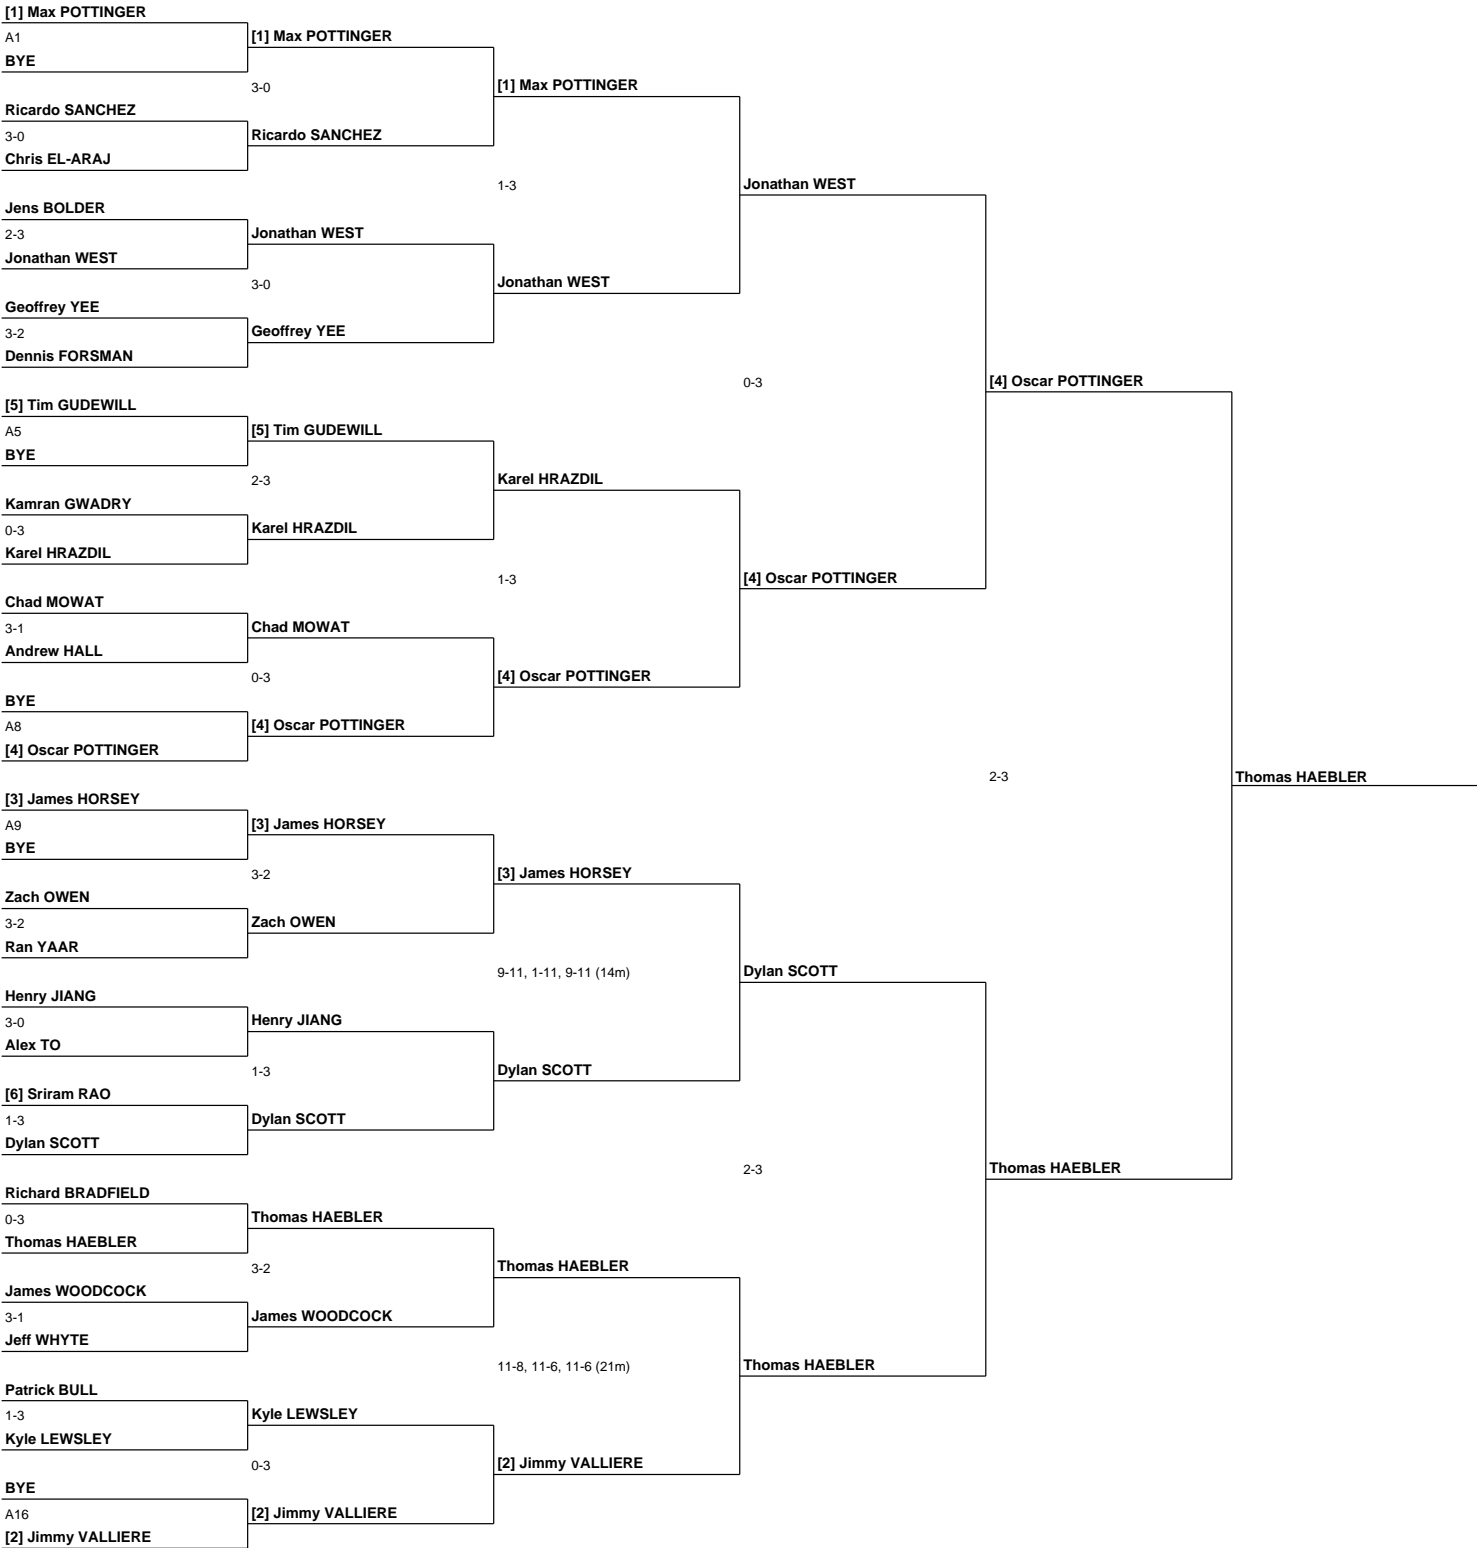 [1] Max POTTINGER
A1
BYE
Ricardo SANCHEZ
3-0
Chris EL-ARAJ
Jens BOLDER
2-3
Jonathan WEST
Geoffrey YEE
3-2
Dennis FORSMAN
[5] Tim GUDEWILL
A5
BYE
Kamran GWADRY
0-3
Karel HRAZDIL
Chad MOWAT
3-1
Andrew HALL
BYE
A8
[4] Oscar POTTINGER
[3] James HORSEY
A9
BYE
Zach OWEN
3-2
Ran YAAR
Henry JIANG
3-0
Alex TO
[6] Sriram RAO
1-3
Dylan SCOTT
Richard BRADFIELD
0-3
Thomas HAEBLER
James WOODCOCK
3-1
Jeff WHYTE
Patrick BULL
1-3
Kyle LEWSLEY
BYE
A16
[2] Jimmy VALLIERE
[1] Max POTTINGER
3-0
Ricardo SANCHEZ
Jonathan WEST
3-0
Geoffrey YEE
[5] Tim GUDEWILL
2-3
Karel HRAZDIL
Chad MOWAT
0-3
[4] Oscar POTTINGER
[3] James HORSEY
3-2
Zach OWEN
Henry JIANG
1-3
Dylan SCOTT
Thomas HAEBLER
3-2
James WOODCOCK
Kyle LEWSLEY
0-3
[2] Jimmy VALLIERE
[1] Max POTTINGER
1-3
Jonathan WEST
Karel HRAZDIL
1-3
[4] Oscar POTTINGER
[3] James HORSEY
9-11, 1-11, 9-11 (14m)
Dylan SCOTT
Thomas HAEBLER
11-8, 11-6, 11-6 (21m)
[2] Jimmy VALLIERE
Jonathan WEST
0-3
[4] Oscar POTTINGER
Dylan SCOTT
2-3
Thomas HAEBLER
[4] Oscar POTTINGER
2-3
Thomas HAEBLER
Thomas HAEBLER